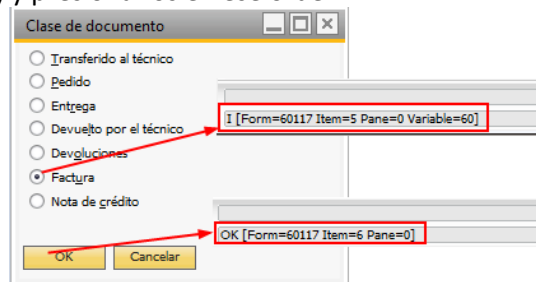 Clase de documento
Transferido al técnico
Pedido
Entrega
I [Form=60117 Item=5 Pane=0 Variable=60]
Devuelto por el técnico
Devoluciones
Factura
Nota de crédito
OK [Form=60117 Item=6 Pane=0]
OK Cancelar